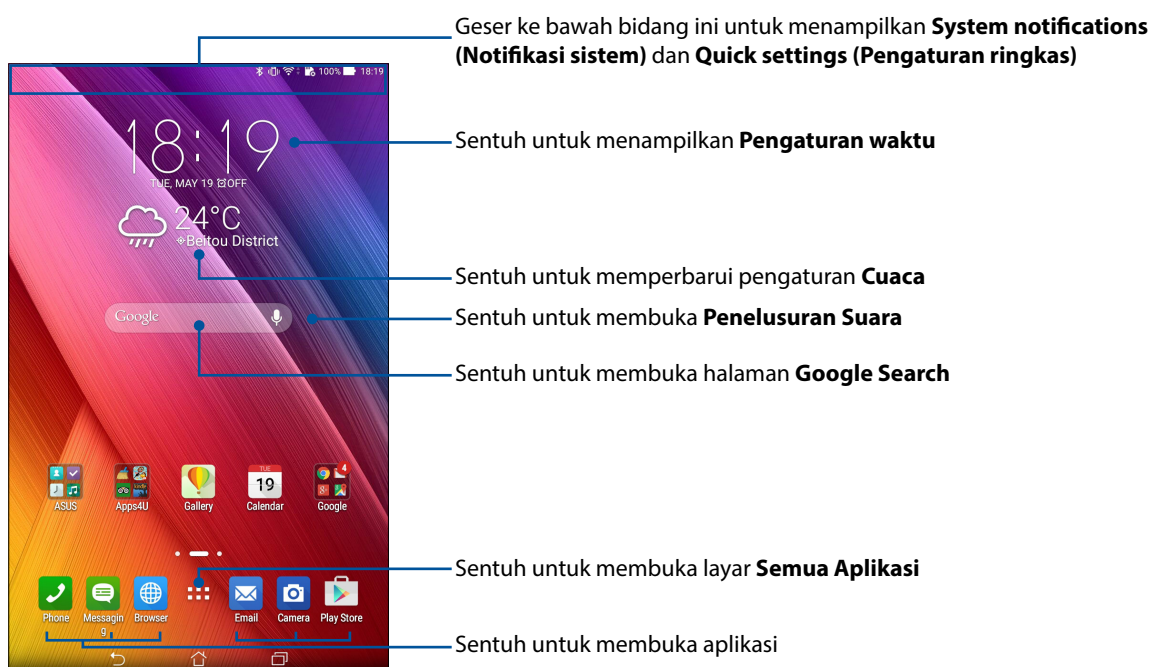 Geser ke bawah bidang ini untuk menampilkan System notifications
(Notifikasi sistem) dan Quick settings (Pengaturan ringkas)
100% 18:19
18:19
Sentuh untuk menampilkan Pengaturan waktu
TUE, MAY 19 OFF
24°C
Beitou District
Sentuh untuk memperbarui pengaturan Cuaca
Google
Sentuh untuk membuka Penelusuran Suara
Sentuh untuk membuka halaman Google Search
TUE
19
4
ASUS Apps4U Gallery Calendar Google
Sentuh untuk membuka layar Semua Aplikasi
Phone Messagin Browser Email Camera Play Store
g
Sentuh untuk membuka aplikasi